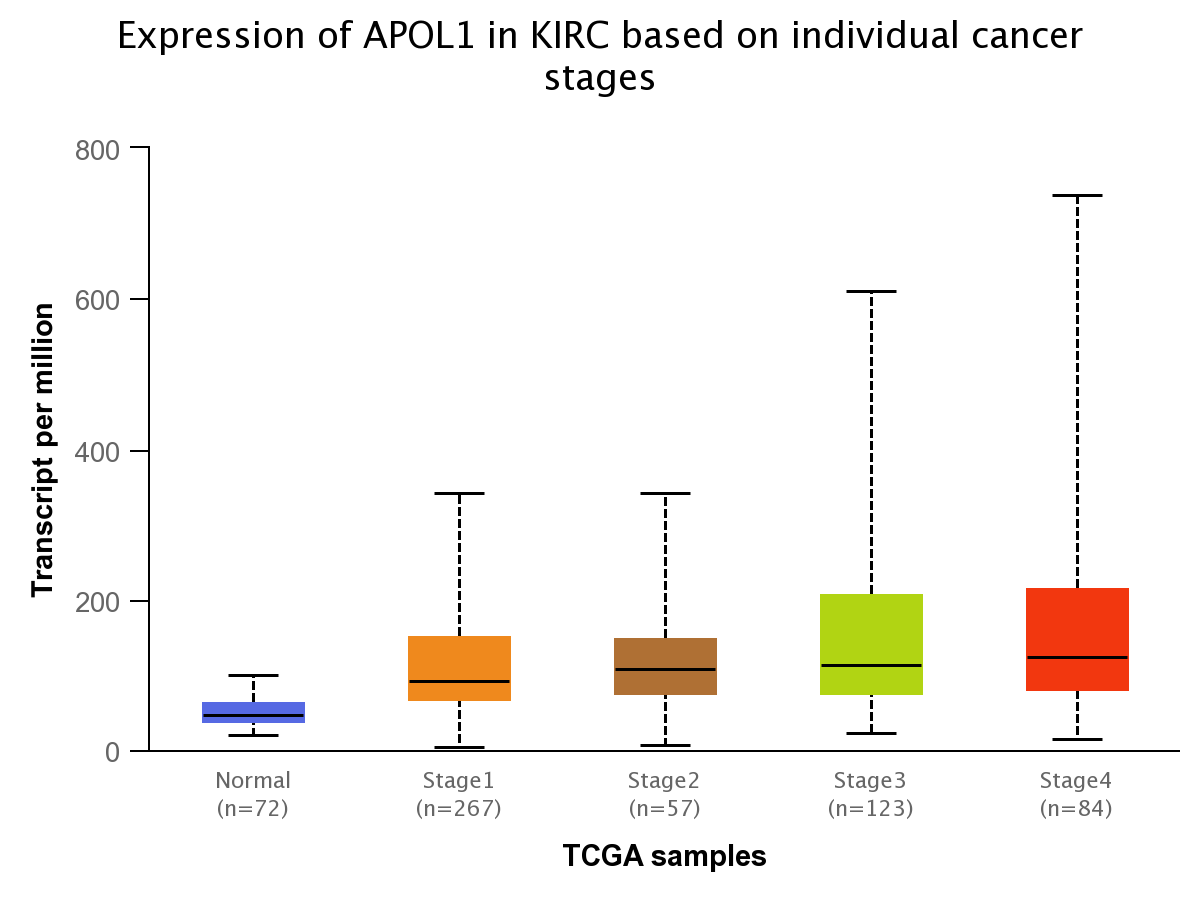 Expression of APOL1 in KIRC based on individual cancer
stages
800
600
400
200
0
Transcript per million
Normal
(n=72)
Stage1
(n=267)
Stage2
(n=57)
Stage3
(n=123)
Stage4
(n=84)
TCGA samples